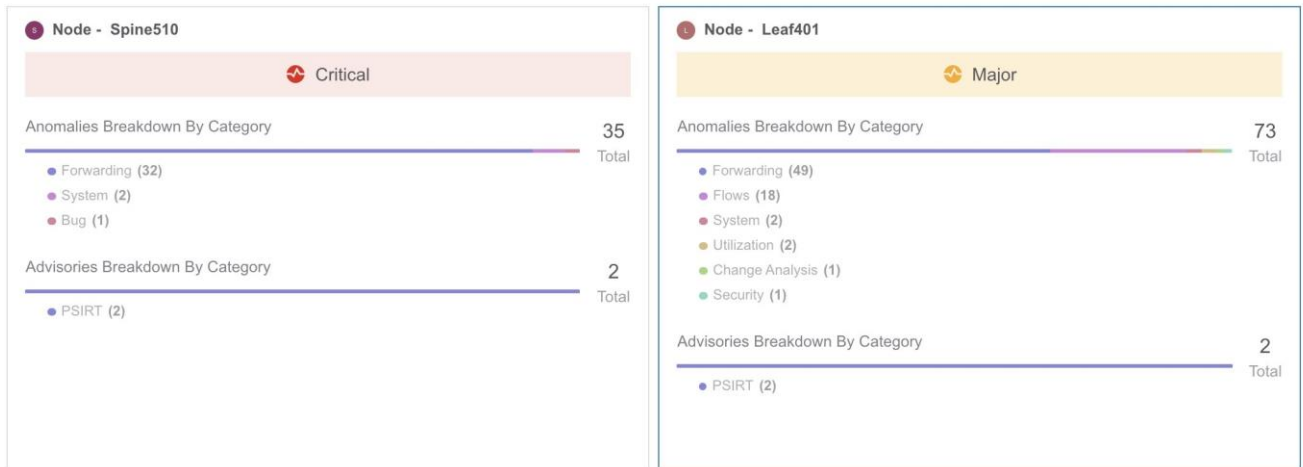 S Node - Spine510
Critical
Anomalies Breakdown By Category
35
Total
Forwarding (32)
System (2)
Bug (1)
Advisories Breakdown By Category
2
Total
PSIRT (2)
L Node - Leaf401
Major
Anomalies Breakdown By Category
73
Total
Forwarding (49)
Flows (18)
System (2)
Utilization (2)
Change Analysis (1)
Security (1)
Advisories Breakdown By Category
2
Total
PSIRT (2)